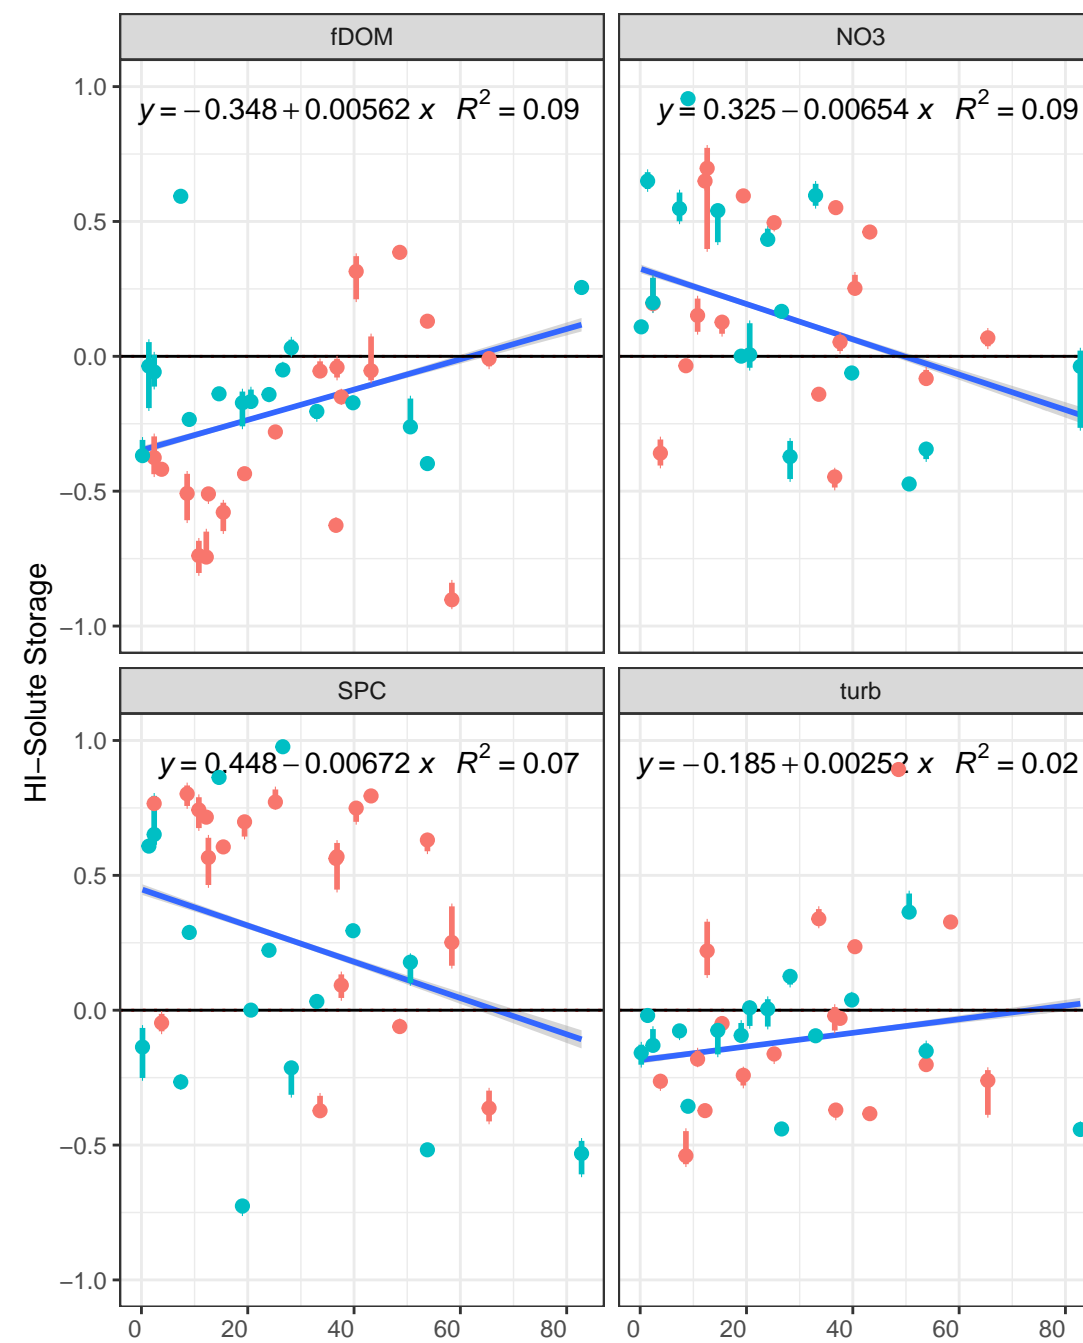 fDOM
NO3
1.0
0.5
0.0
−0.5
−1.0
y = −0.348 + 0.00562 x R² = 0.09
y = 0.325 − 0.00654 x R² = 0.09
HI−Solute Storage
SPC
turb
1.0
0.5
0.0
−0.5
−1.0
y = 0.448 − 0.00672 x R² = 0.07
y = −0.185 + 0.00252 x R² = 0.02
0 20 40 60 80
0 20 40 60 80